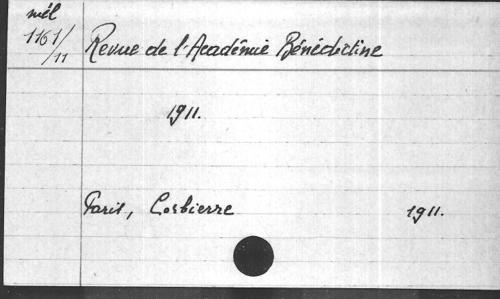 mél
1161/
/11
Revue de l'Académie Bénédictine
1911.
Paris, Corbierre
1911.